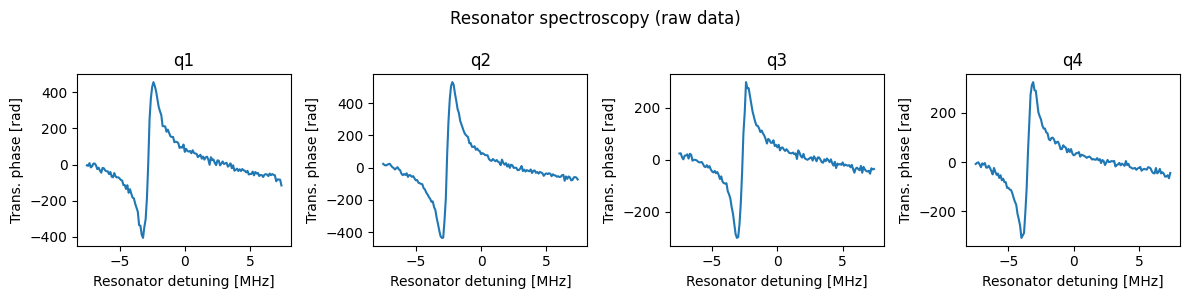 Resonator spectroscopy (raw data)
q1
q2
q3
q4
Trans. phase [rad]
400
200
0
−200
−400
−5
0
5
Resonator detuning [MHz]
Trans. phase [rad]
400
200
0
−200
−400
−5
0
5
Resonator detuning [MHz]
Trans. phase [rad]
200
0
−200
−5
0
5
Resonator detuning [MHz]
Trans. phase [rad]
200
0
−200
−5
0
5
Resonator detuning [MHz]